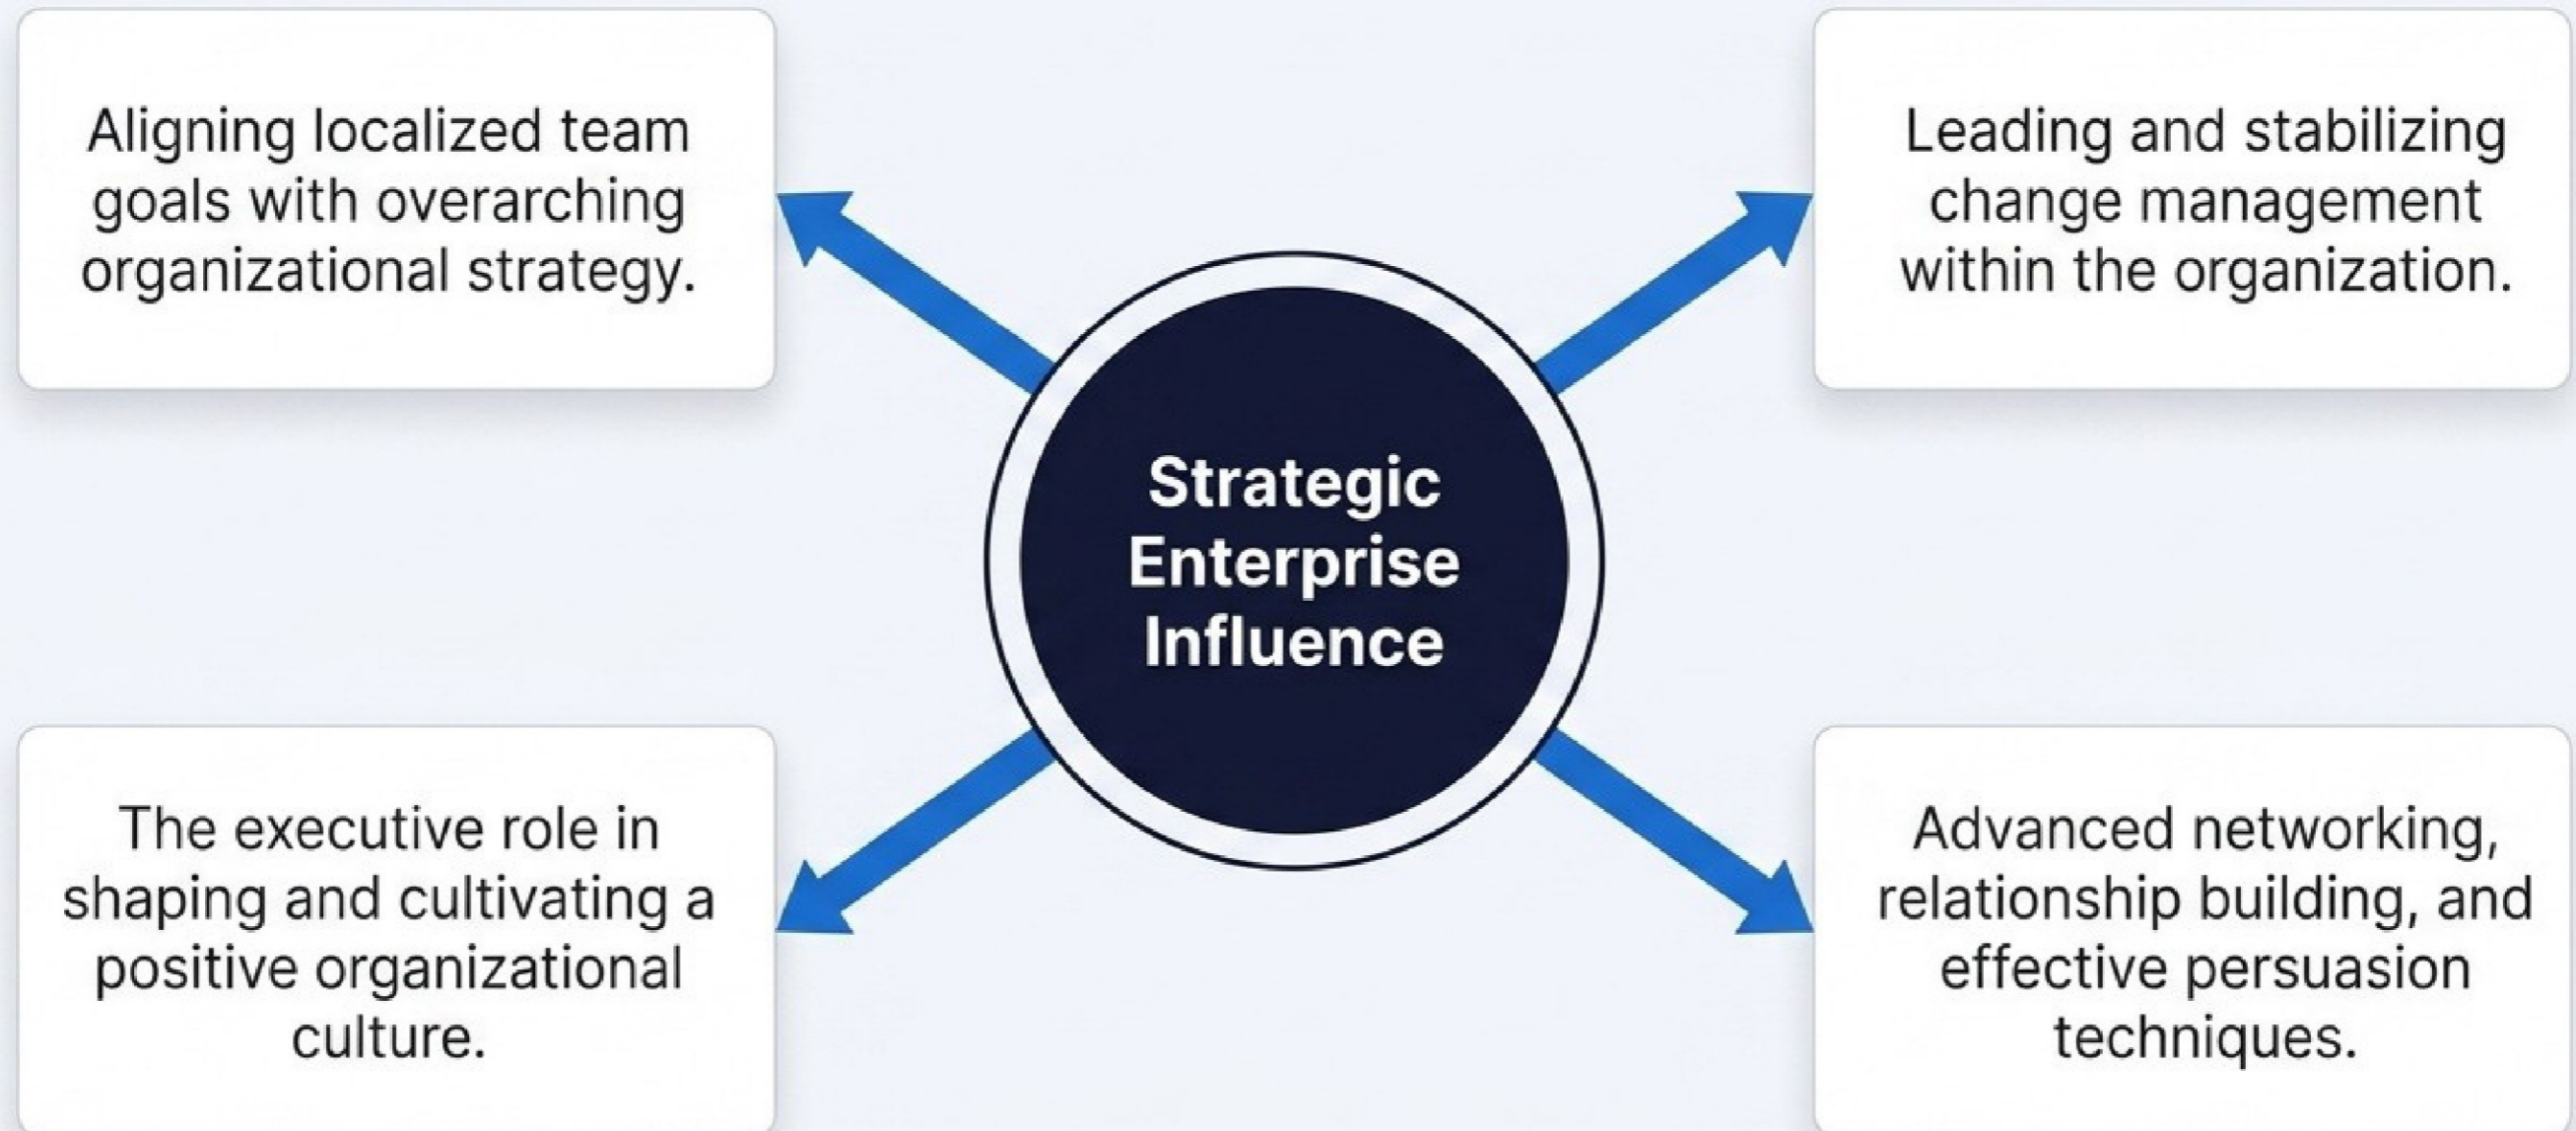 Aligning localized team
goals with overarching
organizational strategy.
Leading and stabilizing
change management
within the organization.
Strategic
Enterprise
Influence
The executive role in
shaping and cultivating a
positive organizational
culture.
Advanced networking,
relationship building, and
effective persuasion
techniques.